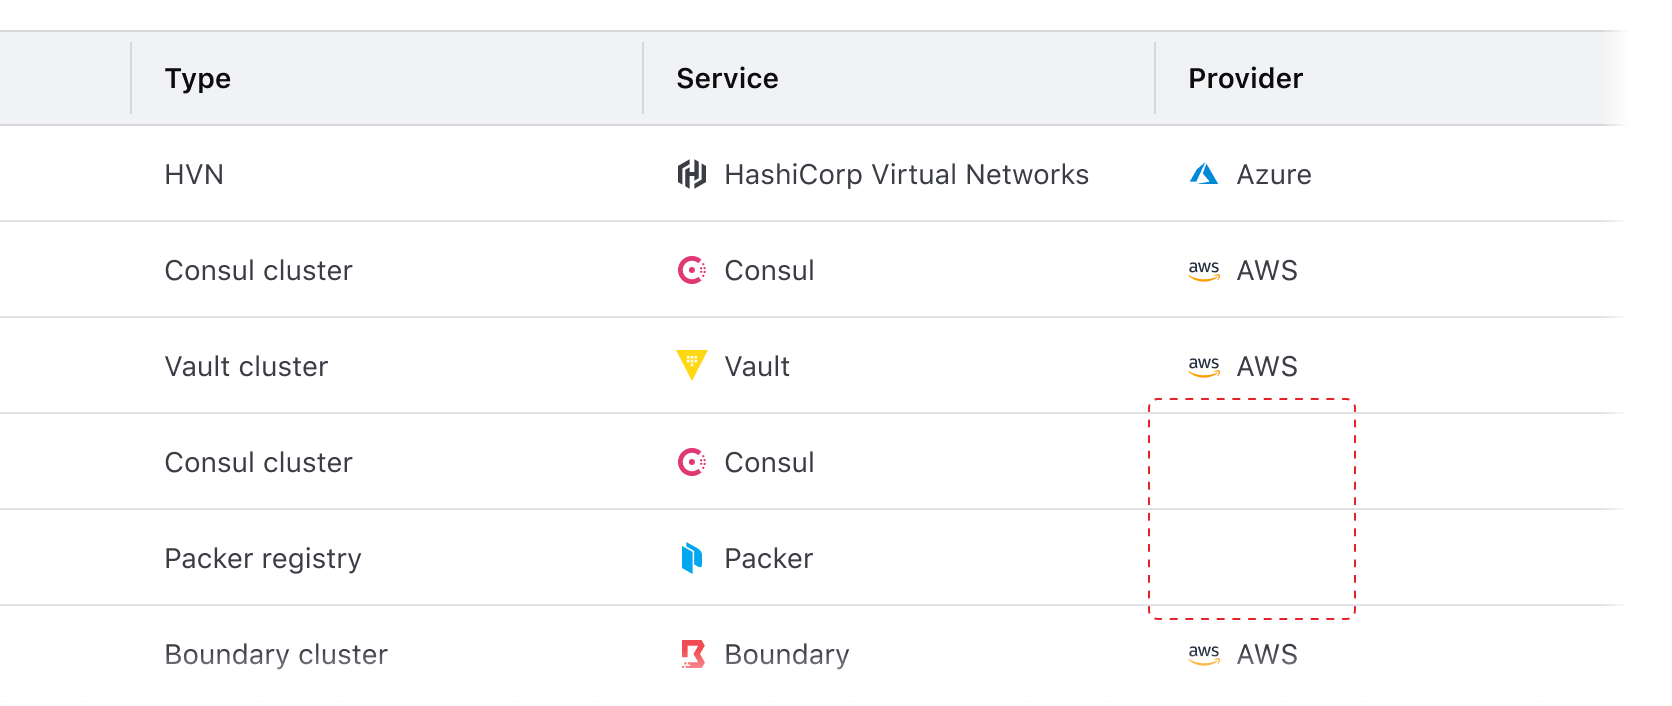 Type Service Provider
HVN HashiCorp Virtual Networks Azure
Consul cluster Consul aws AWS
Vault cluster Vault aws AWS
Consul cluster Consul
Packer registry Packer
Boundary cluster Boundary aws AWS